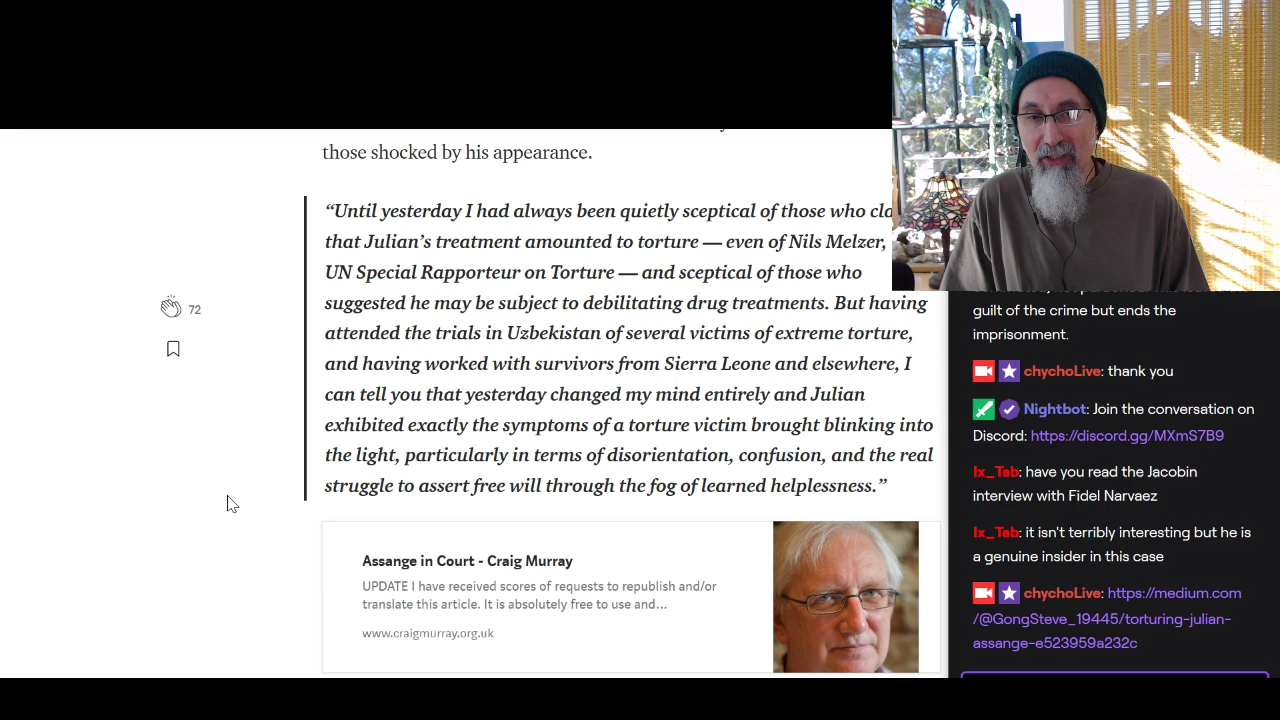 those shocked by his appearance.
“Until yesterday I had always been quietly sceptical of those who
that Julian’s treatment amounted to torture — even of Nils Melzer,
UN Special Rapporteur on Torture — and sceptical of those who
suggested he may be subject to debilitating drug treatments. But having
attended the trials in Uzbekistan of several victims of extreme torture,
and having worked with survivors from Sierra Leone and elsewhere, I
can tell you that yesterday changed my mind entirely and Julian
exhibited exactly the symptoms of a torture victim brought blinking into
the light, particularly in terms of disorientation, confusion, and the real
struggle to assert free will through the fog of learned helplessness.”
72
Assange in Court - Craig Murray
UPDATE I have received scores of requests to republish and/or
translate this article. It is absolutely free to use and…
www.craigmurray.org.uk
guilt of the crime but ends the
imprisonment.
chychoLive: thank you
Nightbot: Join the conversation on
Discord: https://discord.gg/MXmS7B9
Ix_Tab: have you read the Jacobin
interview with Fidel Narvaez
Ix_Tab: it isn't terribly interesting but he is
a genuine insider in this case
chychoLive: https://medium.com
/@GongSteve_19445/torturing-julian-
assange-e523959a232c